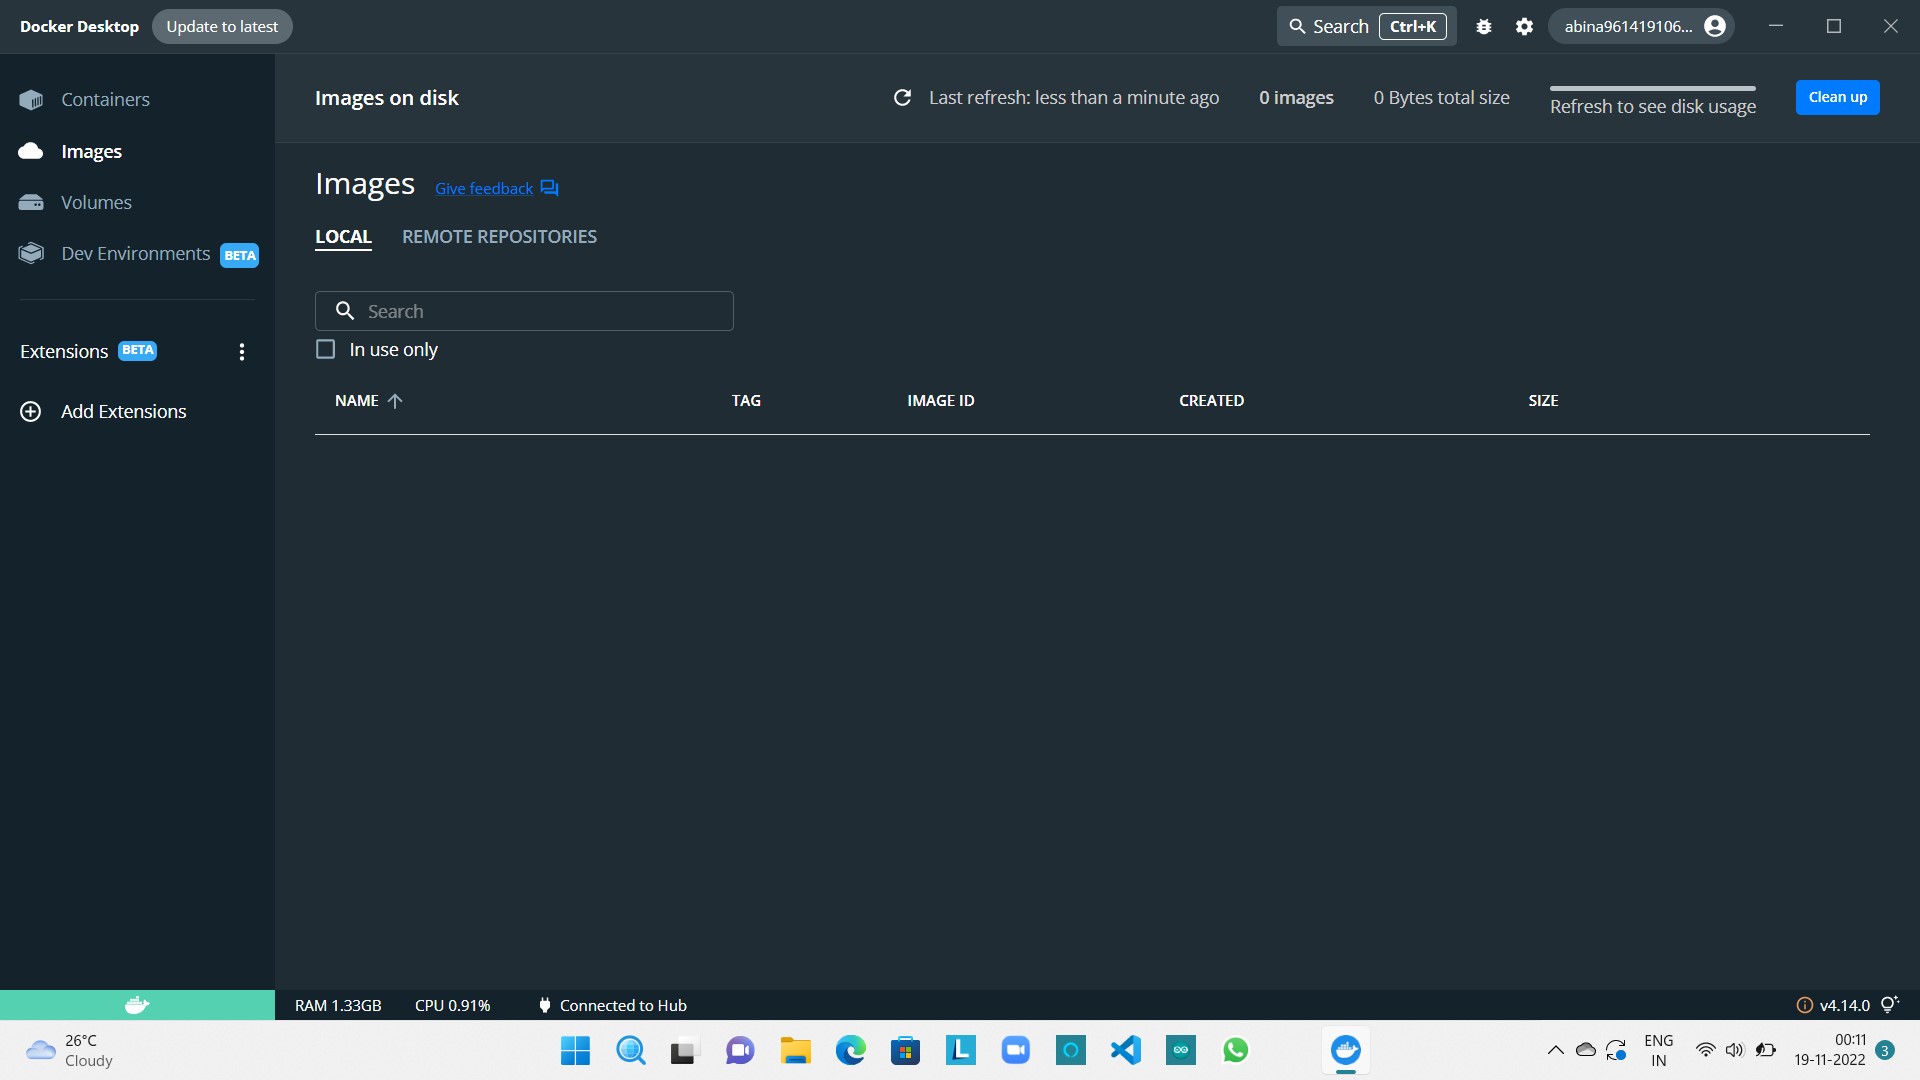 Docker Desktop Update to latest Search Ctrl+K abina961419106...
Containers
Images
Volumes
Dev Environments BETA
Extensions BETA
Add Extensions
Images on disk Last refresh: less than a minute ago 0 images 0 Bytes total size Refresh to see disk usage Clean up
Images Give feedback
LOCAL REMOTE REPOSITORIES
Search
In use only
NAME TAG IMAGE ID CREATED SIZE
RAM 1.33GB CPU 0.91% Connected to Hub v4.14.0
26°C
Cloudy
L
ENG
IN
00:11
19-11-2022
3